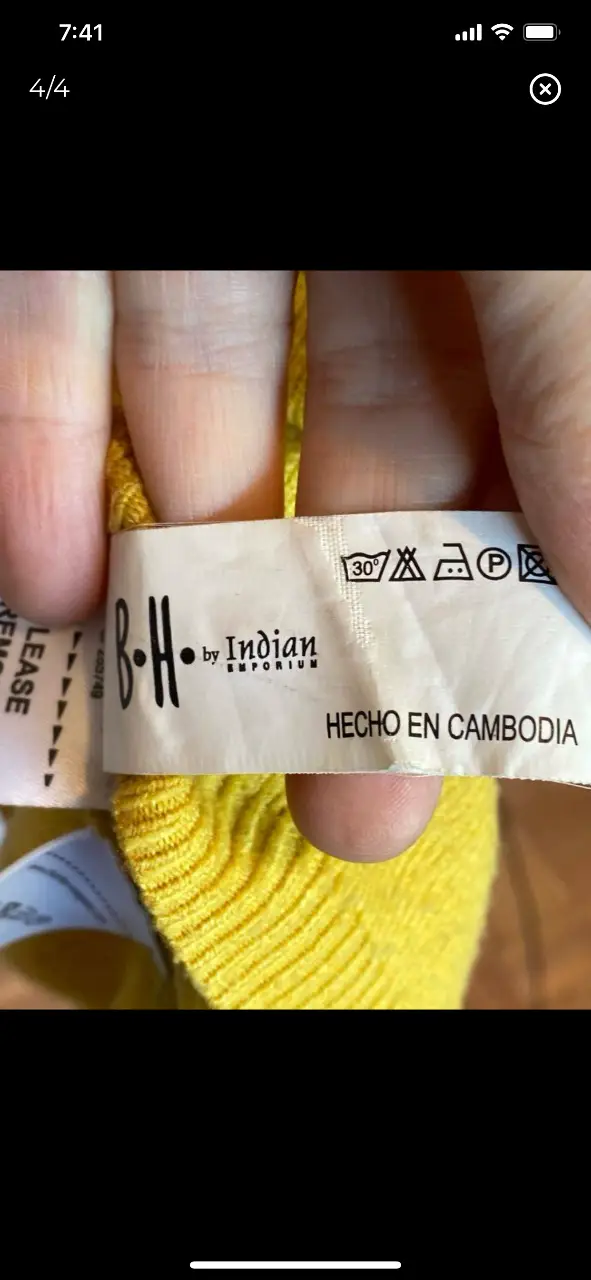 7:41
4/4
30°
P
B•H• by Indian
EMPORIUM
HECHO EN CAMBODIA
LEASE